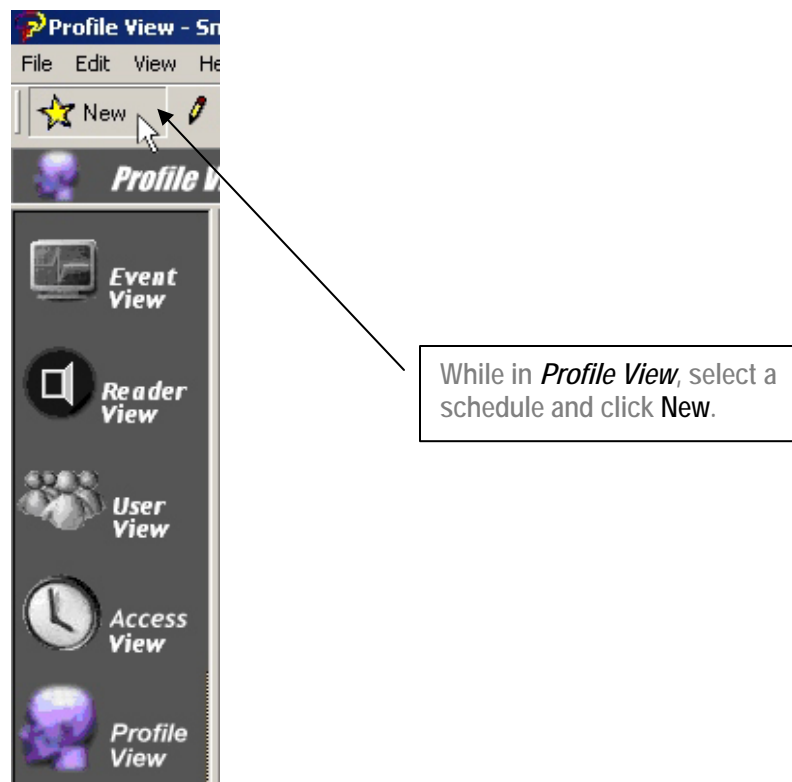 Profile View - Sn
File Edit View He
New
Profile V
Event
View
Reader
View
User
View
Access
View
Profile
View
While in Profile View, select a
schedule and click New.